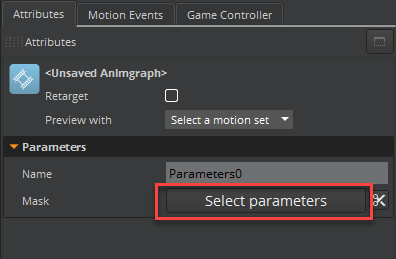 Attributes Motion Events Game Controller
Attributes
<Unsaved AnImgraph>
Retarget
Preview with Select a motion set
Parameters
Name Parameters0
Mask Select parameters